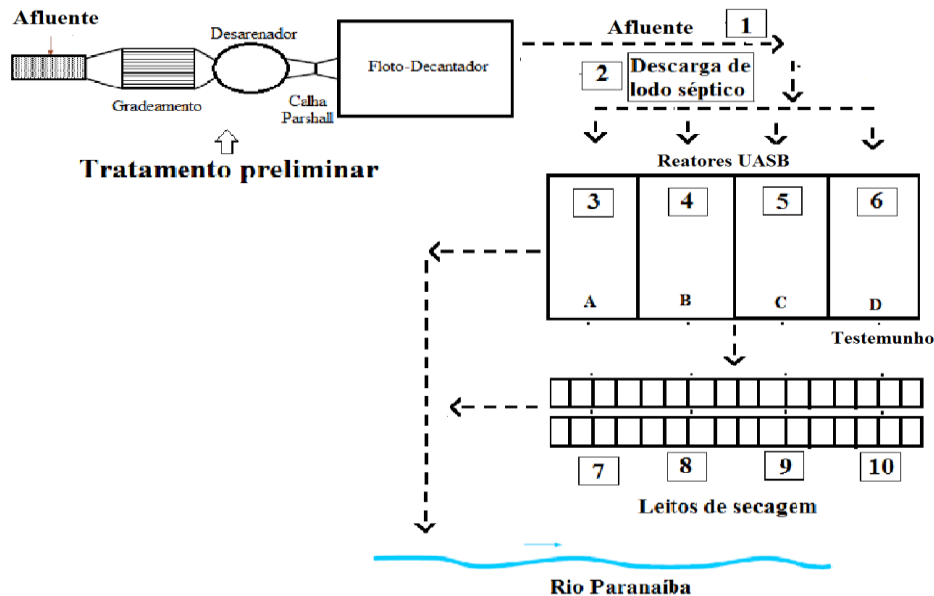 Afluente
Desarenador
Afluente
1
Floto-Decantador
2
Descarga de
lodo séptico
Gradeamento
Calha
Parshall
Tratamento preliminar
Reatores UASB
3
4
5
6
A
B
C
D
Testemunho
7
8
9
10
Leitos de secagem
Rio Paranaíba